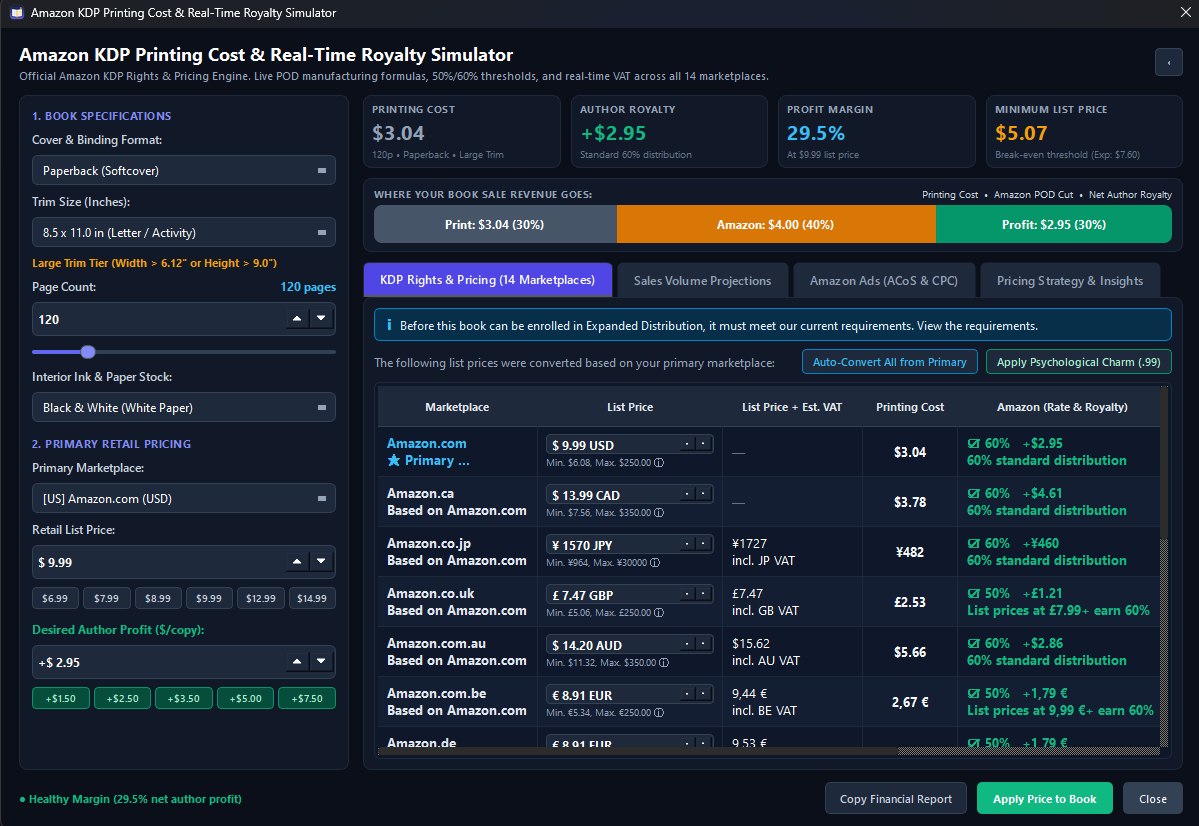 Amazon KDP Printing Cost & Real-Time Royalty Simulator
Amazon KDP Printing Cost & Real-Time Royalty Simulator
Official Amazon KDP Rights & Pricing Engine. Live POD manufacturing formulas, 50%/60% thresholds, and real-time VAT across all 14 marketplaces.
1. BOOK SPECIFICATIONS
Cover & Binding Format:
Paperback (Softcover)
Trim Size (Inches):
8.5 x 11.0 in (Letter / Activity)
Large Trim Tier (Width > 6.12" or Height > 9.0")
Page Count: 120 pages
120
Interior Ink & Paper Stock:
Black & White (White Paper)
2. PRIMARY RETAIL PRICING
Primary Marketplace:
[US] Amazon.com (USD)
Retail List Price:
$ 9.99
$6.99 $7.99 $8.99 $9.99 $12.99 $14.99
Desired Author Profit ($/copy):
+$ 2.95
+$1.50 +$2.50 +$3.50 +$5.00 +$7.50
PRINTING COST
$3.04
120p • Paperback • Large Trim
AUTHOR ROYALTY
+$2.95
Standard 60% distribution
PROFIT MARGIN
29.5%
At $9.99 list price
MINIMUM LIST PRICE
$5.07
Break-even threshold (Exp: $7.60)
WHERE YOUR BOOK SALE REVENUE GOES: Printing Cost • Amazon POD Cut • Net Author Royalty
Print: $3.04 (30%) Amazon: $4.00 (40%) Profit: $2.95 (30%)
KDP Rights & Pricing (14 Marketplaces) Sales Volume Projections Amazon Ads (ACoS & CPC) Pricing Strategy & Insights
Before this book can be enrolled in Expanded Distribution, it must meet our current requirements. View the requirements.
The following list prices were converted based on your primary marketplace: Auto-Convert All from Primary Apply Psychological Charm (.99)
Marketplace List Price List Price + Est. VAT Printing Cost Amazon (Rate & Royalty)
Amazon.com $ 9.99 USD — $3.04 60% +$2.95
★ Primary ... Min. $6.08, Max. $250.00 ⓘ 60% standard distribution
Amazon.ca $ 13.99 CAD — $3.78 60% +$4.61
Based on Amazon.com Min. $7.56, Max. $350.00 ⓘ 60% standard distribution
Amazon.co.jp ¥ 1570 JPY ¥1727 ¥482 60% +¥460
Based on Amazon.com Min. ¥964, Max. ¥30000 ⓘ incl. JP VAT 60% standard distribution
Amazon.co.uk £ 7.47 GBP £7.47 £2.53 50% +£1.21
Based on Amazon.com Min. £5.06, Max. £250.00 ⓘ incl. GB VAT List prices at £7.99+ earn 60%
Amazon.com.au $ 14.20 AUD $15.62 $5.66 60% +$2.86
Based on Amazon.com Min. $11.32, Max. $350.00 ⓘ incl. AU VAT 60% standard distribution
Amazon.com.be € 8.91 EUR 9,44 € 2,67 € 50% +1,79 €
Based on Amazon.com Min. €5.34, Max. €250.00 ⓘ incl. BE VAT List prices at 9,99 €+ earn 60%
Amazon.de € 8.91 EUR 9,53 € 50% +1,79 €
• Healthy Margin (29.5% net author profit)
Copy Financial Report Apply Price to Book Close